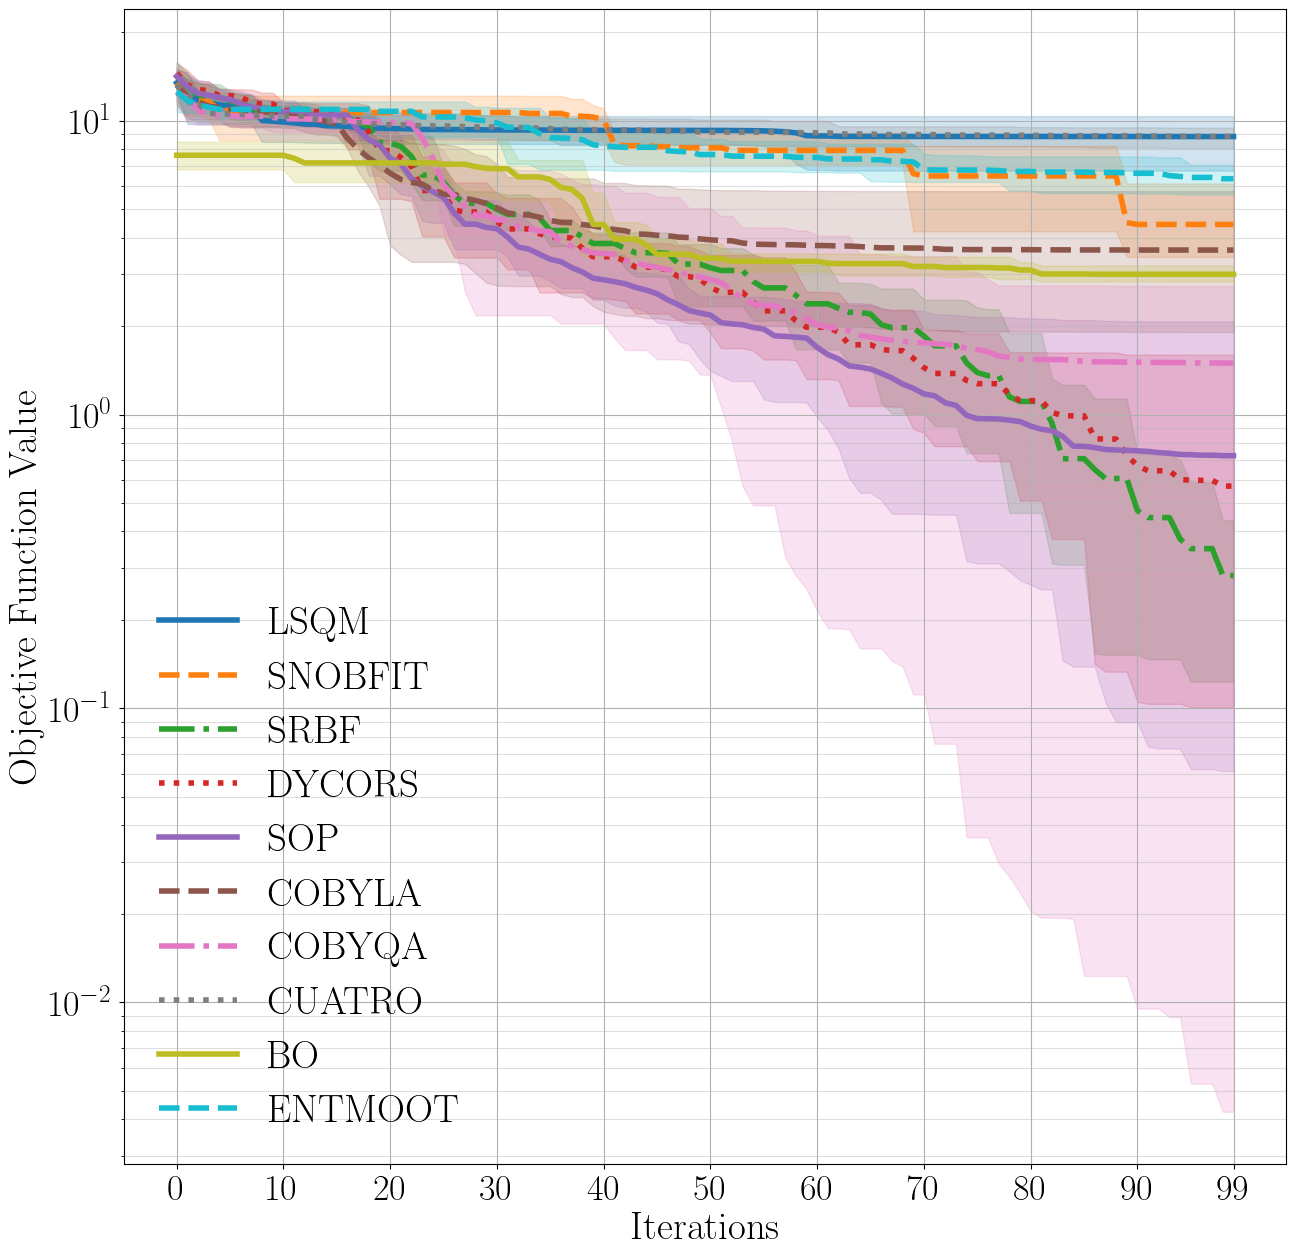 Objective Function Value
10^1
10^0
10^−1
10^−2
LSQM
SNOBFIT
SRBF
DYCORS
SOP
COBYLA
COBYQA
CUATRO
BO
ENTMOOT
0 10 20 30 40 50 60 70 80 90 99
Iterations